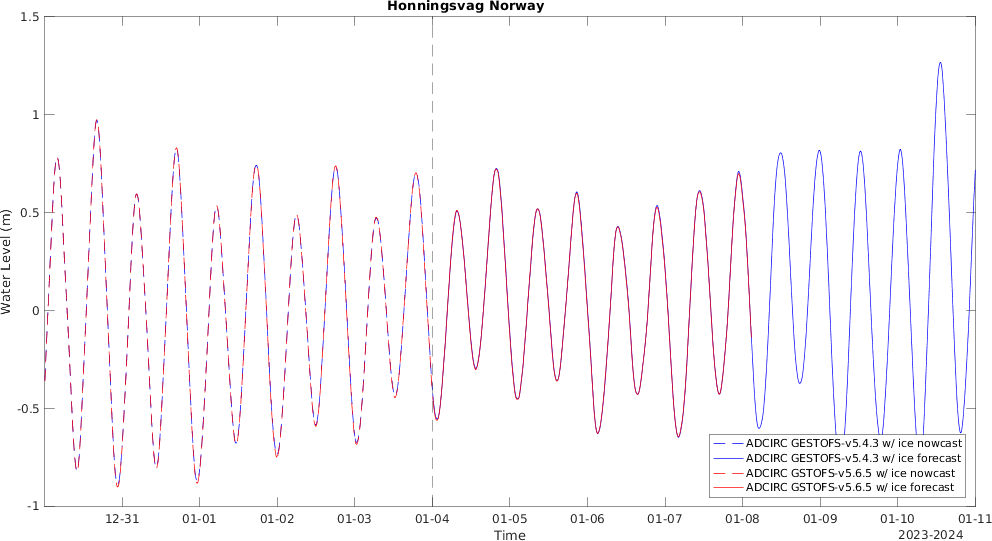 Honningsvag Norway
1.5
1
0.5
0
-0.5
-1
Water Level (m)
12-31
01-01
01-02
01-03
01-04
01-05
01-06
01-07
01-08
01-09
01-10
01-11
Time
2023-2024
ADCIRC GESTOFS-v5.4.3 w/ ice nowcast
ADCIRC GESTOFS-v5.4.3 w/ ice forecast
ADCIRC GSTOFS-v5.6.5 w/ ice nowcast
ADCIRC GSTOFS-v5.6.5 w/ ice forecast